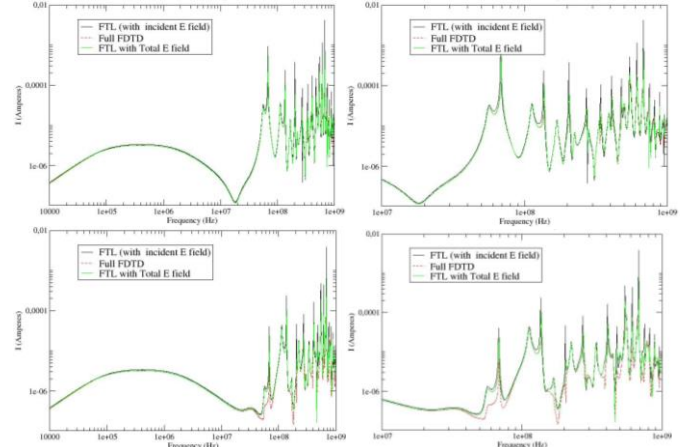 0,01
FTL (with incident E field)
Full FDTD
FTL with Total E field
0,0001
I (Amperes)
1e-06
10000 1e+05 1e+06 1e+07 1e+08 1e+09
Frequency (Hz)
0,01
FTL (with incident E field)
Full FDTD
FTL with Total E field
0,0001
I (Amperes)
1e-06
1e+07 1e+08 1e+09
Frequency (Hz)
0,01
FTL (with incident E field)
Full FDTD
FTL with Total E field
0,0001
I (Amperes)
1e-06
10000 1e+05 1e+06 1e+07 1e+08 1e+09
Frequency (Hz)
0,01
FTL (with incident E field)
Full FDTD
FTL with Total E field
0,0001
I (Amperes)
1e-06
1e+07 1e+08 1e+09
Frequency (Hz)